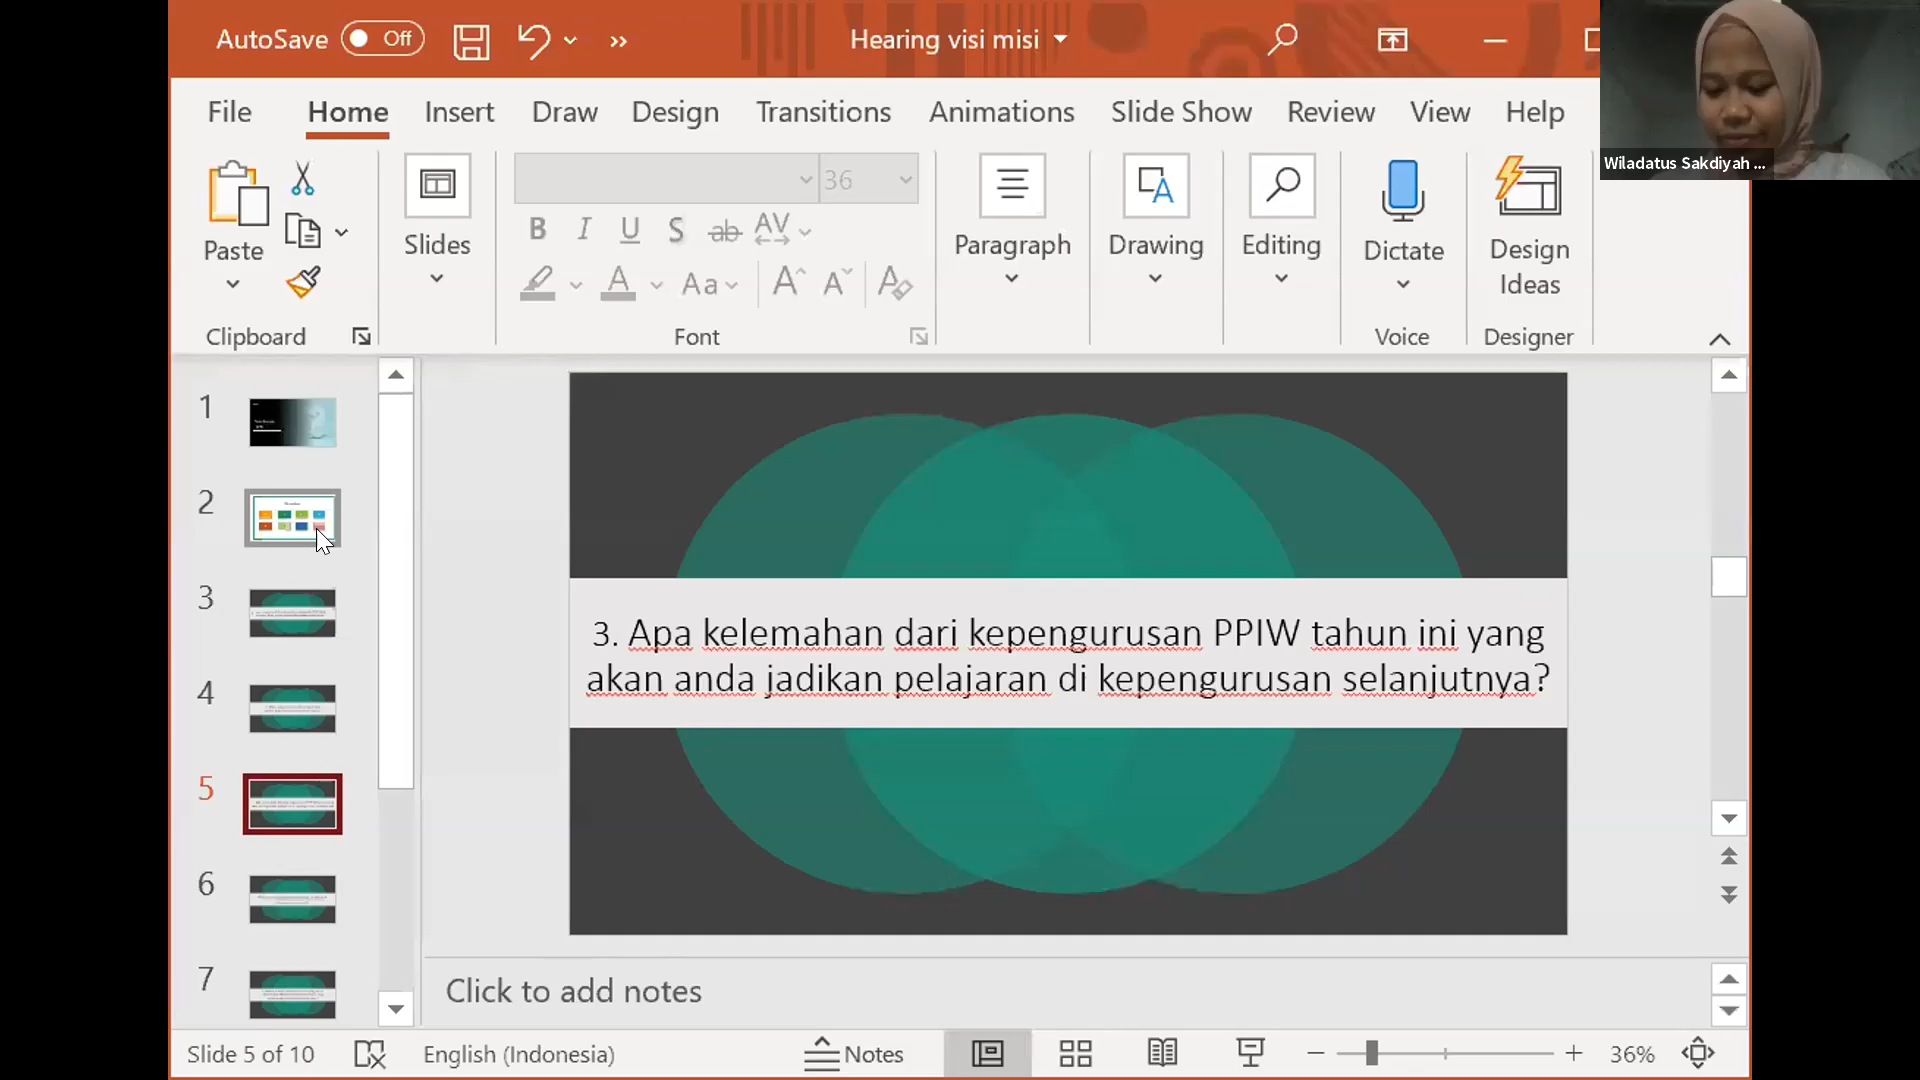 AutoSave Off Hearing visi misi
File Home Insert Draw Design Transitions Animations Slide Show Review View Help
Wiladatus Sakdiyah ...
36
Paste
Slides
B I U S ab AV
Aa A A A
Paragraph
Drawing
Editing
Dictate
Design
Ideas
Clipboard Font Voice Designer
1
2
3
4
5
6
7
3. Apa kelemahan dari kepengurusan PPIW tahun ini yang
akan anda jadikan pelajaran di kepengurusan selanjutnya?
Click to add notes
Slide 5 of 10 English (Indonesia) Notes 36%